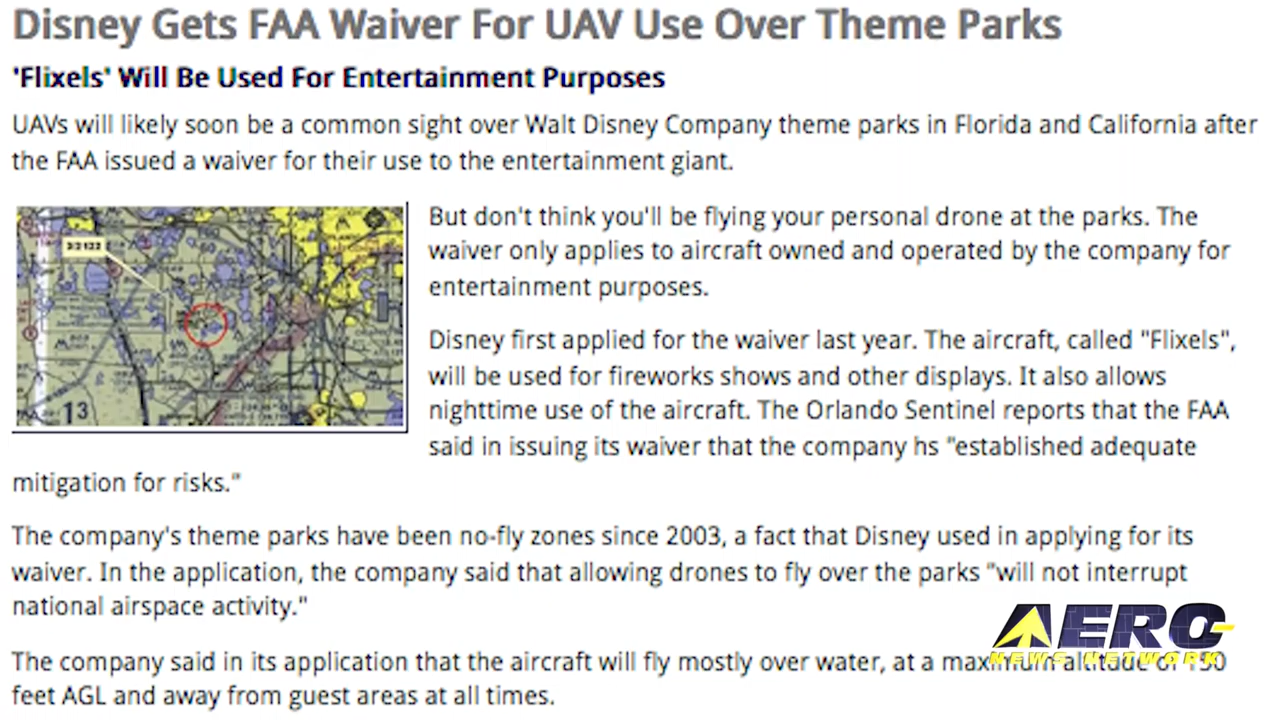 Disney Gets FAA Waiver For UAV Use Over Theme Parks
'Flixels' Will Be Used For Entertainment Purposes
UAVs will likely soon be a common sight over Walt Disney Company theme parks in Florida and California after
the FAA issued a waiver for their use to the entertainment giant.
But don't think you'll be flying your personal drone at the parks. The
waiver only applies to aircraft owned and operated by the company for
entertainment purposes.
Disney first applied for the waiver last year. The aircraft, called "Flixels",
will be used for fireworks shows and other displays. It also allows
nighttime use of the aircraft. The Orlando Sentinel reports that the FAA
said in issuing its waiver that the company hs "established adequate
mitigation for risks."
13
The company's theme parks have been no-fly zones since 2003, a fact that Disney used in applying for its
waiver. In the application, the company said that allowing drones to fly over the parks "will not interrupt
national airspace activity."
The company said in its application that the aircraft will fly mostly over water, at a maximum altitude of 150
feet AGL and away from guest areas at all times.
AERO
NEWS NETWORK